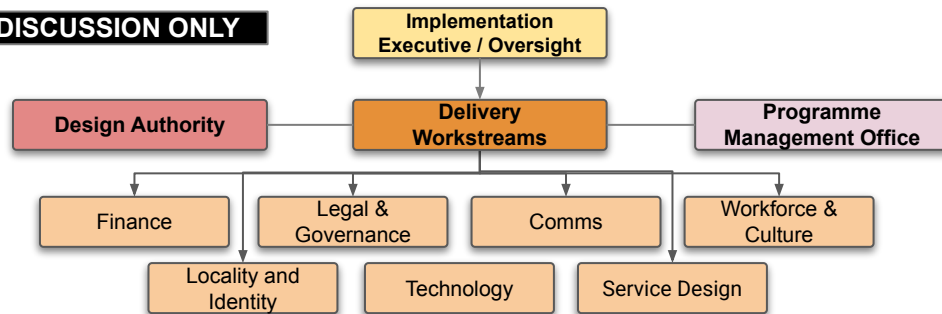 DISCUSSION ONLY
Implementation
Executive / Oversight
Design Authority
Delivery
Workstreams
Programme
Management Office
Finance
Legal &
Governance
Comms
Workforce &
Culture
Locality and
Identity
Technology
Service Design